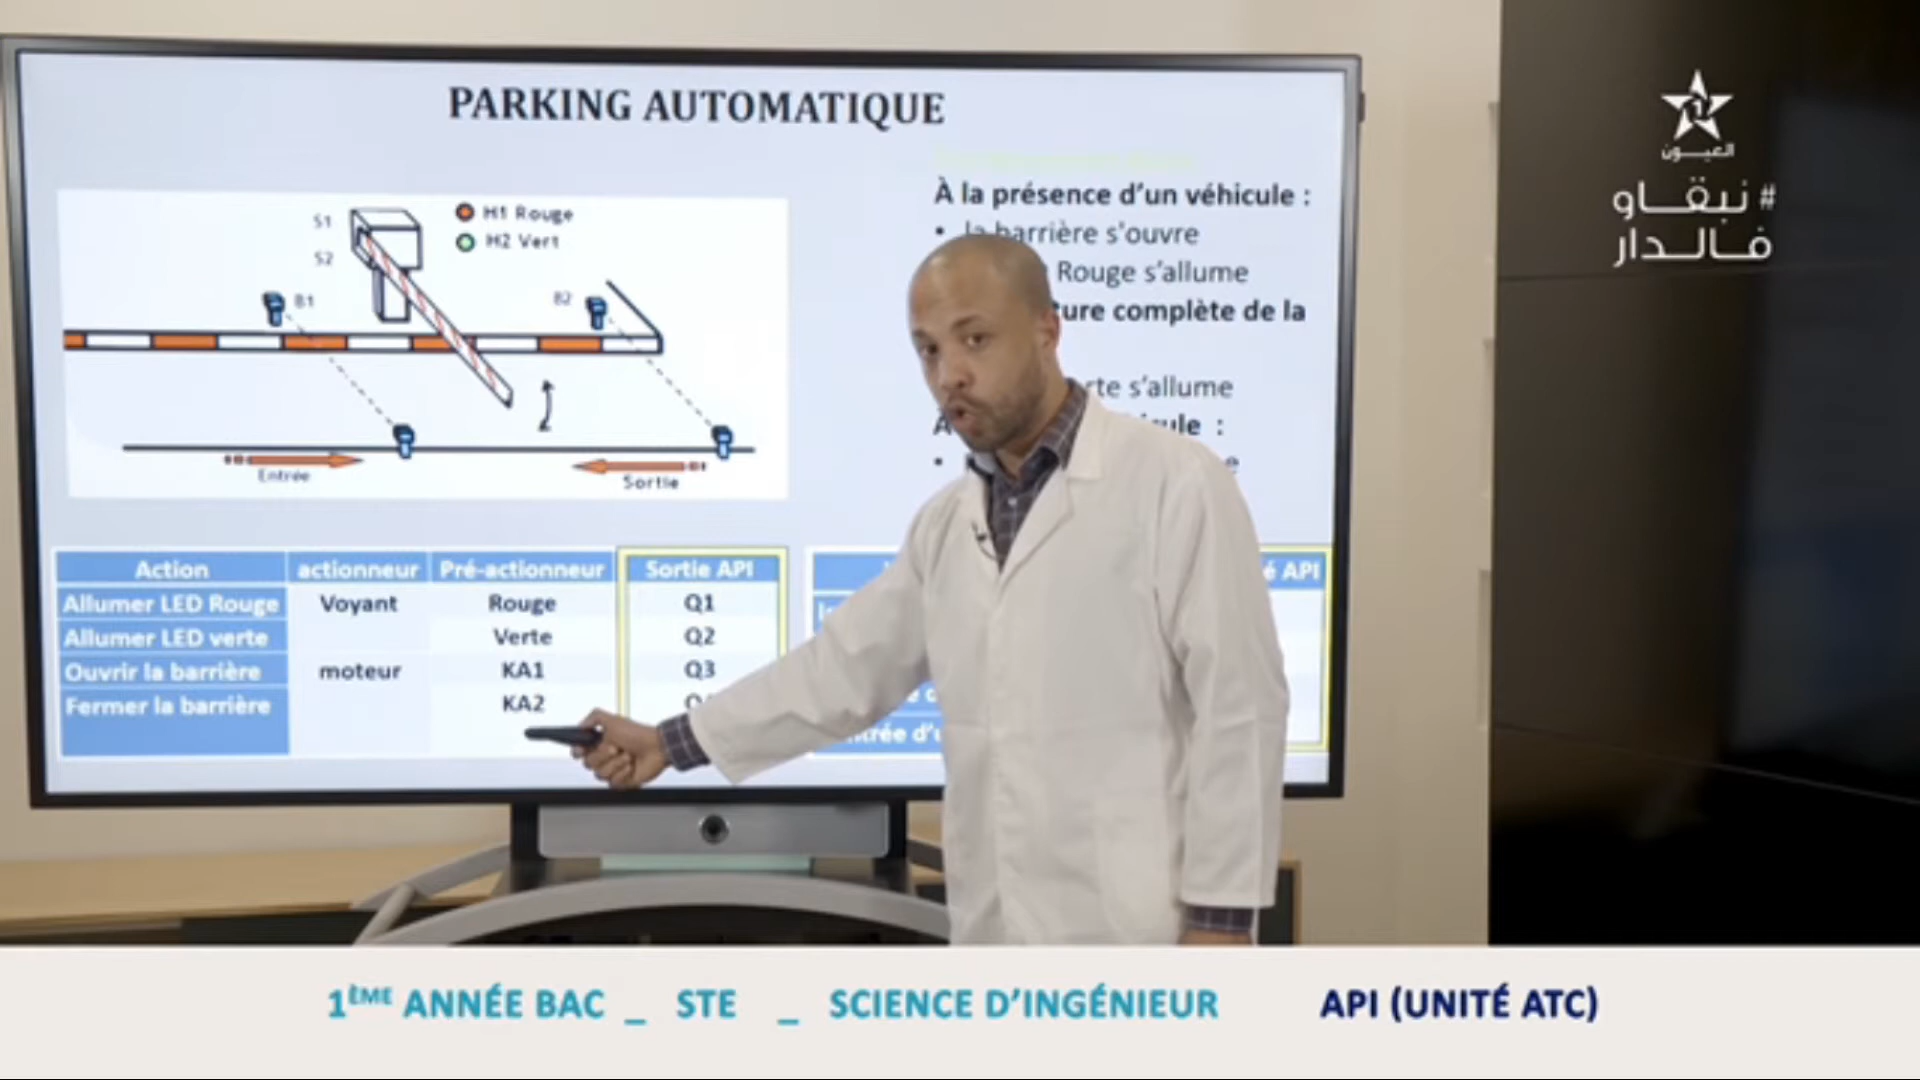 PARKING AUTOMATIQUE
S1
H1 Rouge
H2 Vert
S2
B1
B2
Entrée
Sortie
À la présence d’un véhicule :
• la barrière s'ouvre
Rouge s’allume
ture complète de la
rte s’allume
:
Action actionneur Pré-actionneur Sortie API
Allumer LED Rouge Voyant Rouge Q1
Allumer LED verte Verte Q2
Ouvrir la barrière moteur KA1 Q3
Fermer la barrière KA2
é API
trée d’u
العيون
# نبقاو
فالدار
1ÈME ANNÉE BAC _ STE _ SCIENCE D’INGÉNIEUR API (UNITÉ ATC)